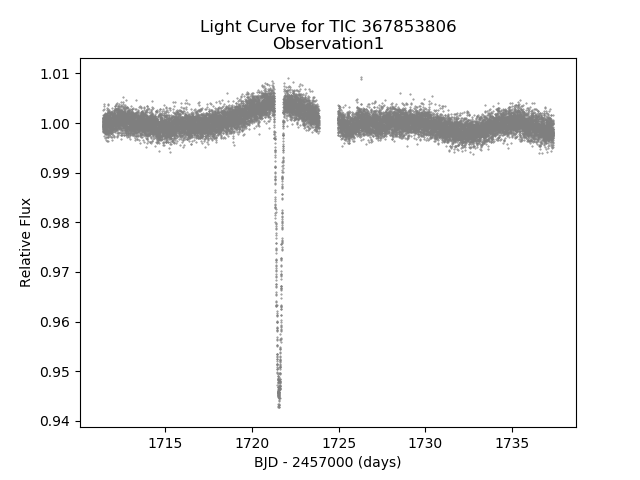 Light Curve for TIC 367853806
Observation1
1.01
1.00
0.99
0.98
0.97
0.96
0.95
0.94
Relative Flux
1715 1720 1725 1730 1735
BJD - 2457000 (days)